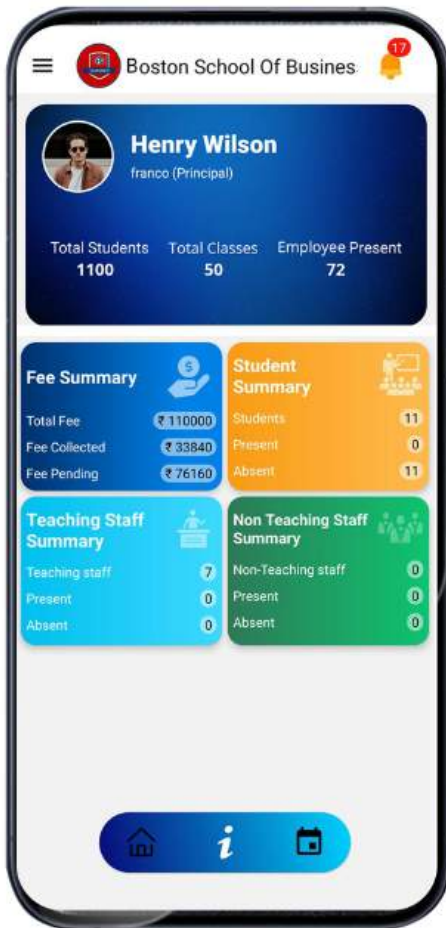 17
Boston School Of Busines
Henry Wilson
franco (Principal)
Total Students Total Classes Employee Present
1100 50 72
Fee Summary
Total Fee ₹ 110000
Fee Collected ₹ 33840
Fee Pending ₹ 76160
Student
Summary
Students 11
Present 0
Absent 11
Teaching Staff
Summary
Teaching staff 7
Present 0
Absent 0
Non Teaching Staff
Summary
Non-Teaching staff 0
Present 0
Absent 0